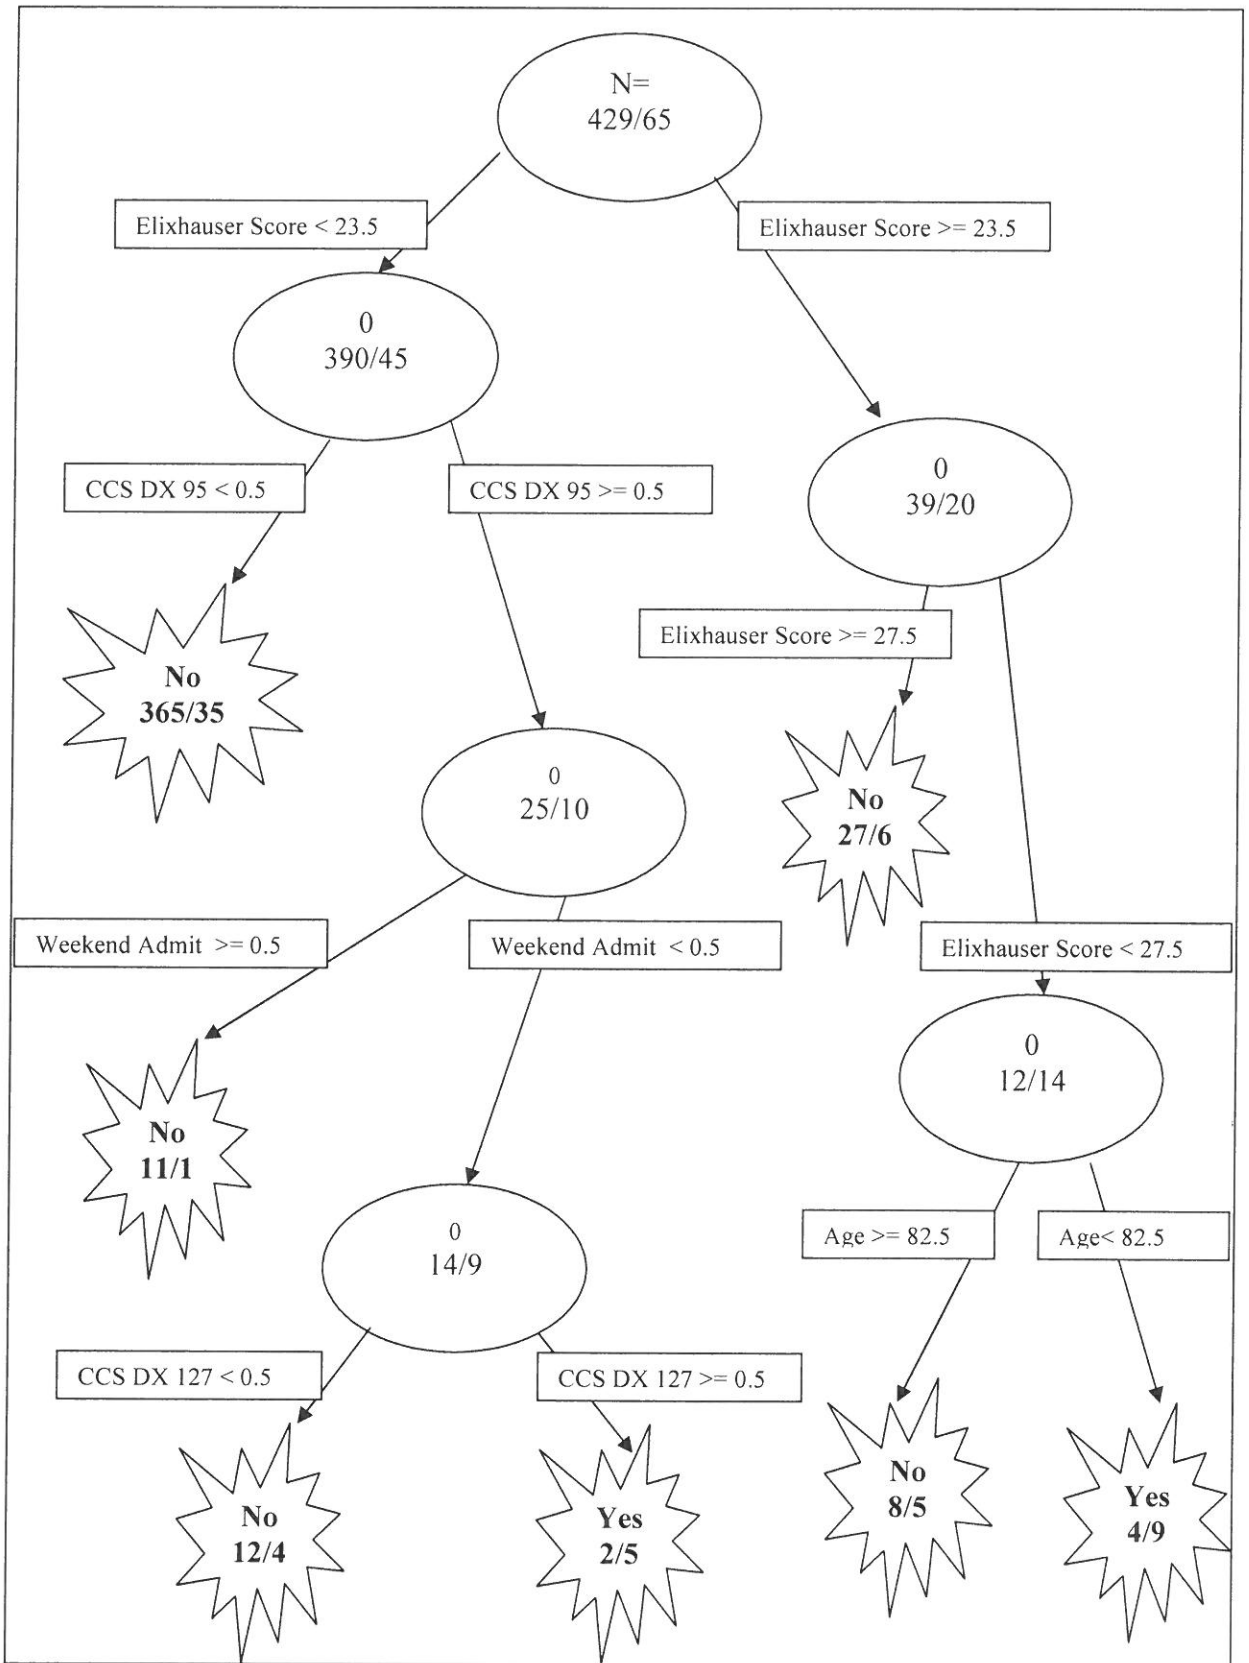 N=
429/65
Elixhauser Score < 23.5
Elixhauser Score >= 23.5
0
390/45
0
39/20
CCS DX 95 < 0.5
CCS DX 95 >= 0.5
Elixhauser Score >= 27.5
No
365/35
0
25/10
No
27/6
Weekend Admit >= 0.5
Weekend Admit < 0.5
Elixhauser Score < 27.5
0
12/14
No
11/1
0
14/9
Age >= 82.5
Age< 82.5
CCS DX 127 < 0.5
CCS DX 127 >= 0.5
No
8/5
Yes
4/9
No
12/4
Yes
2/5